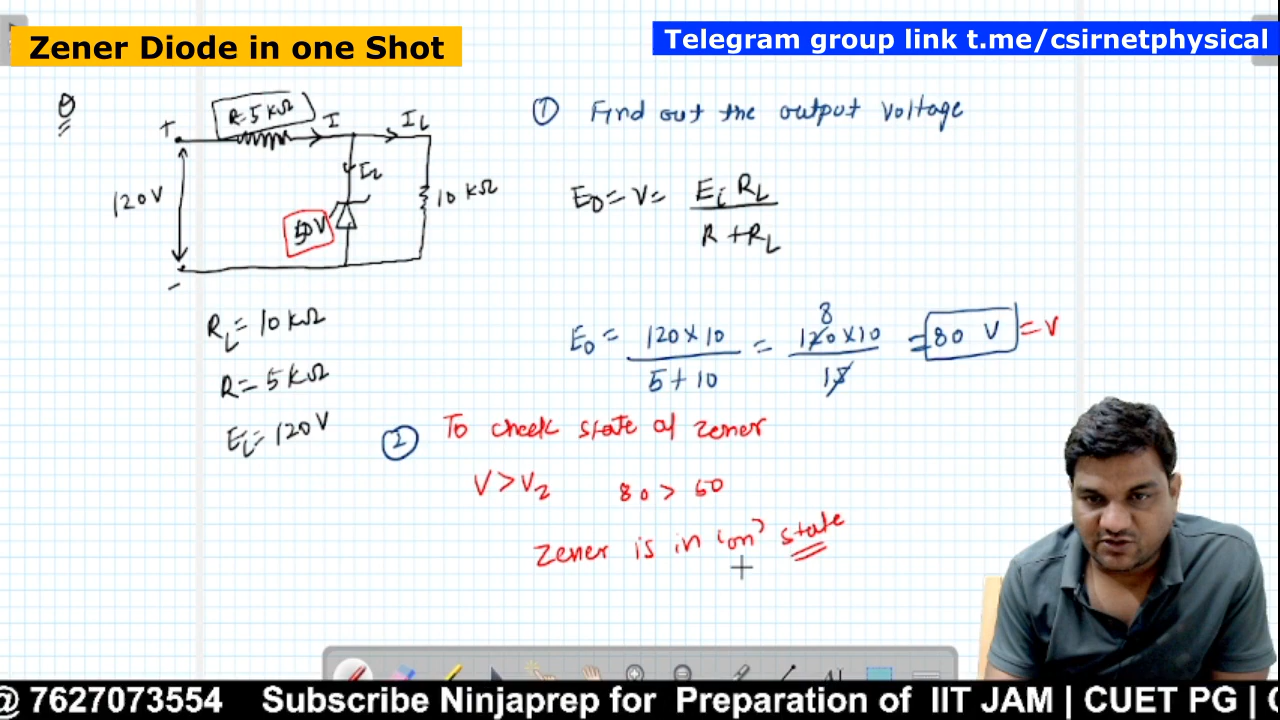 Zener Diode in one Shot
Telegram group link t.me/csirnetphysical
Q
R=5 kΩ
+
I
IL
120V
10 kΩ
-
RL = 10 kΩ
R = 5 kΩ
Ei = 120 V
① Find out the output voltage
E0 = V = Ei RL
R + RL
E0 = 120 × 10 = 120 × 10 = 80 V = V
8
5 + 10
15
② To check state of zener
V > VZ
80 >
Zener is in 'on' state
@ 7627073554 Subscribe Ninjaprep for Preparation of IIT JAM | CUET PG |